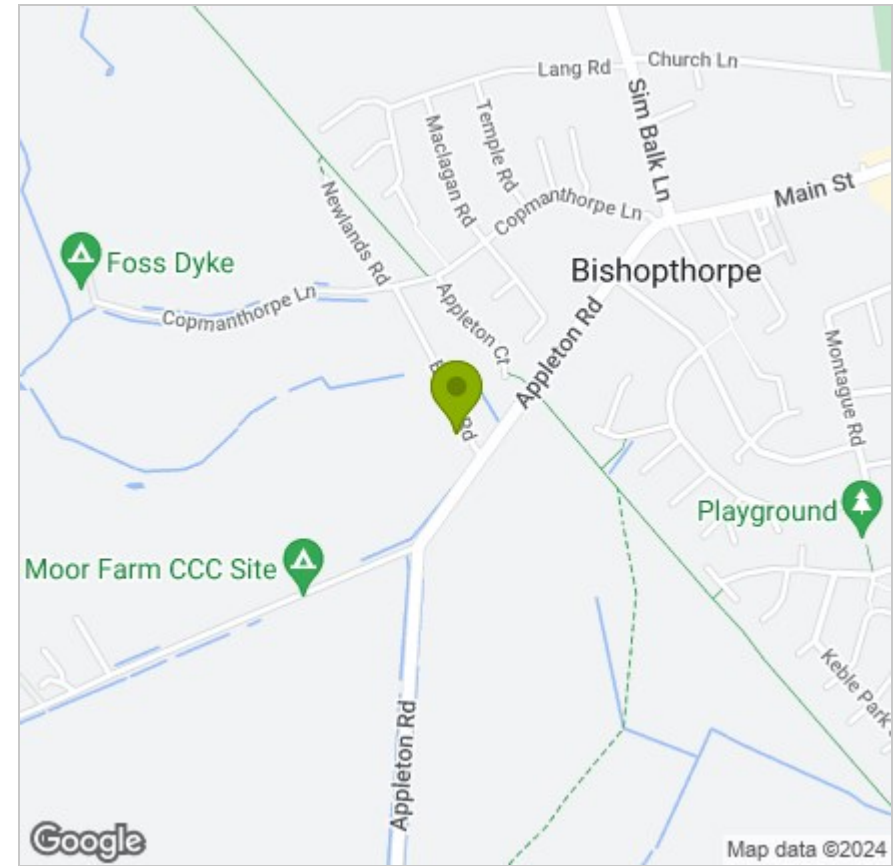 Lang Rd
Church Ln
Sim Balk Ln
Temple Rd
Maclagan Rd
Main St
Newlands Rd
Copmanthorpe Ln
Foss Dyke
Bishopthorpe
Copmanthorpe Ln
Appleton Ct
Appleton Rd
Montague Rd
Rd
Playground
Moor Farm CCC Site
Keble Park
Appleton Rd
Google
Map data ©2024